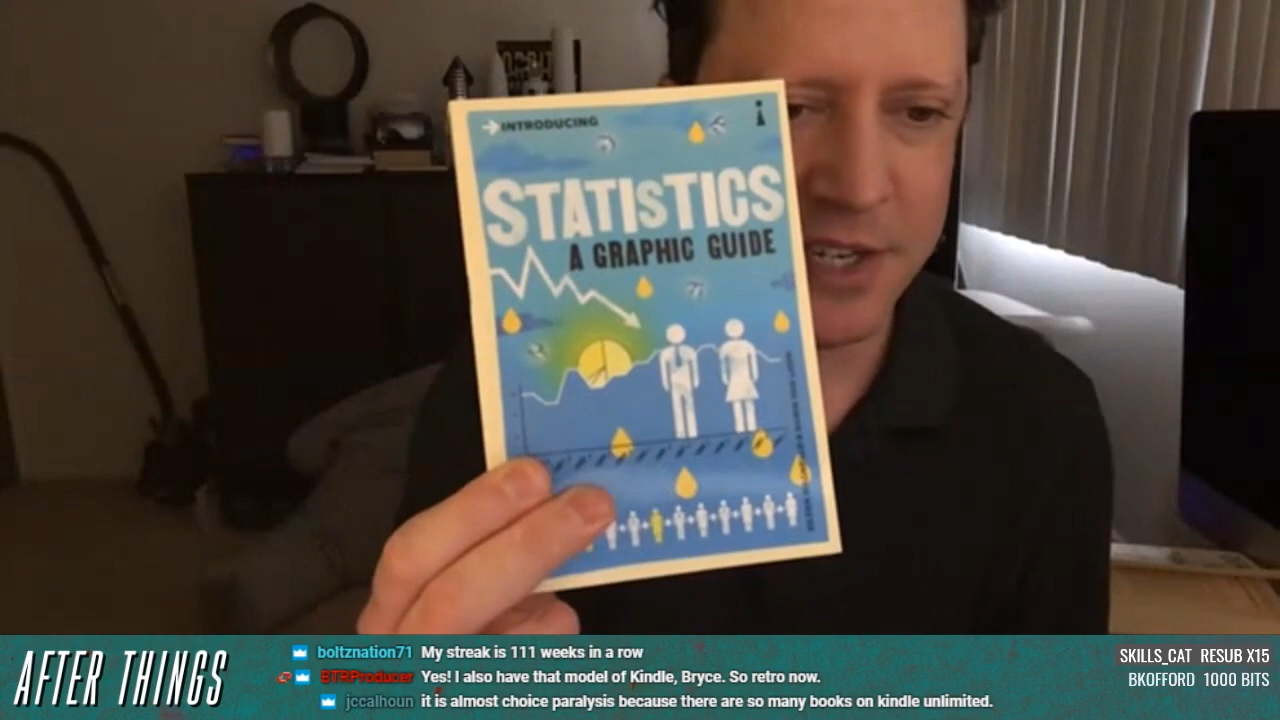 INTRODUCING
STATISTICS
A GRAPHIC GUIDE
AFTER THINGS
boltznation71 My streak is 111 weeks in a row
BTRProducer Yes! I also have that model of Kindle, Bryce. So retro now.
jccalhoun it is almost choice paralysis because there are so many books on kindle unlimited.
SKILLS_CAT RESUB X15
BKOFFORD 1000 BITS